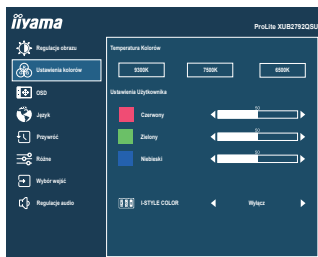 iiyama
ProLite XUB2792QSU
Regulacje obrazu
Ustawienia kolorów
OSD
Język
Przywróć
Różne
Wybór wejść
Regulacje audio
Temperatura Kolorów
9300K
7500K
6500K
Ustawienia Użytkownika
Czerwony
50
Zielony
50
Niebieski
50
I-STYLE COLOR
Wyłącz